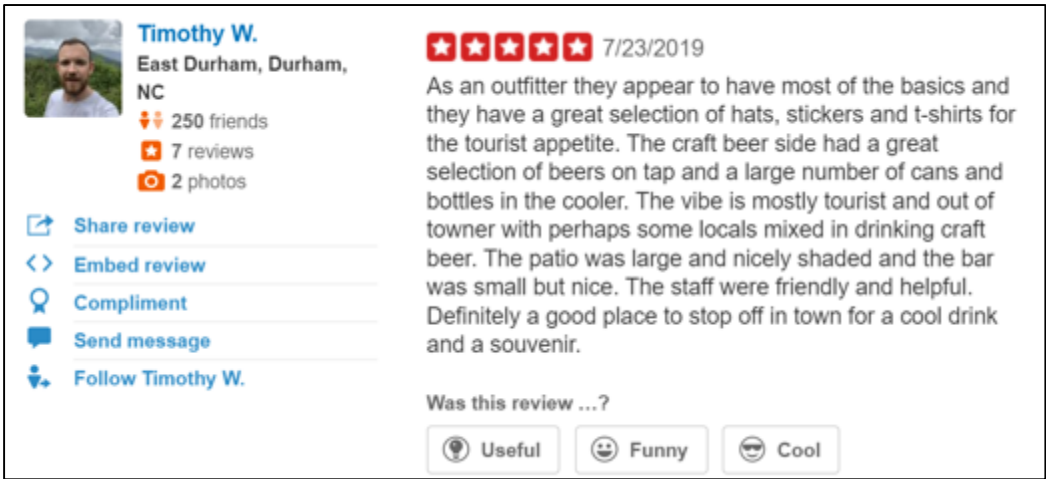 Timothy W.
East Durham, Durham,
NC
250 friends
7 reviews
2 photos
Share review
Embed review
Compliment
Send message
Follow Timothy W.
7/23/2019
As an outfitter they appear to have most of the basics and
they have a great selection of hats, stickers and t-shirts for
the tourist appetite. The craft beer side had a great
selection of beers on tap and a large number of cans and
bottles in the cooler. The vibe is mostly tourist and out of
towner with perhaps some locals mixed in drinking craft
beer. The patio was large and nicely shaded and the bar
was small but nice. The staff were friendly and helpful.
Definitely a good place to stop off in town for a cool drink
and a souvenir.
Was this review ...?
Useful
Funny
Cool